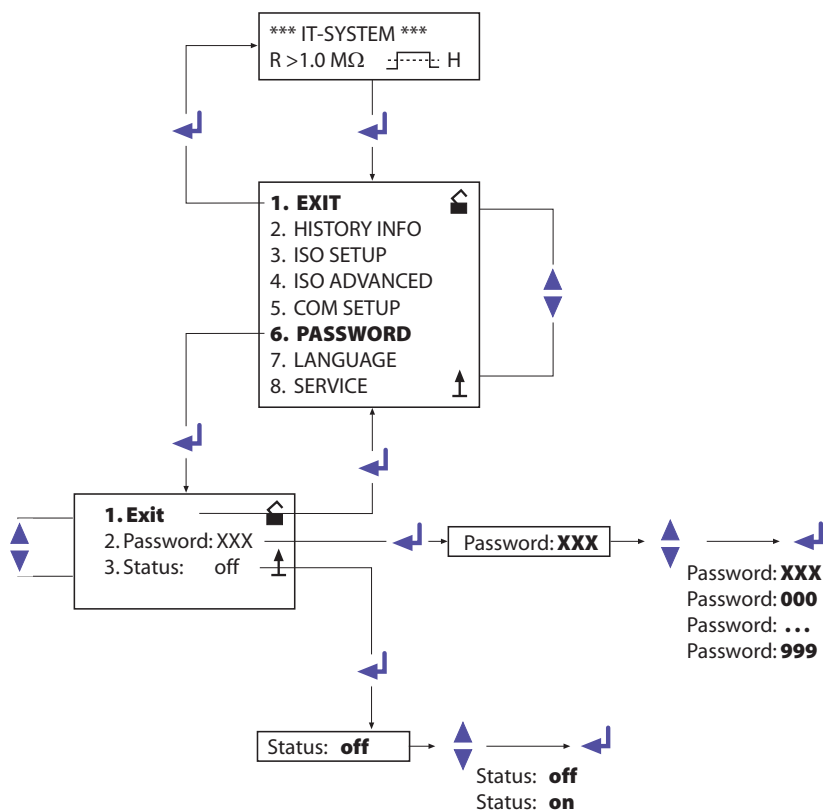 *** IT-SYSTEM ***
R >1.0 MΩ H
1. EXIT
2. HISTORY INFO
3. ISO SETUP
4. ISO ADVANCED
5. COM SETUP
6. PASSWORD
7. LANGUAGE
8. SERVICE
1. Exit
2. Password: XXX
3. Status: off
Password: XXX
Password: XXX
Password: 000
Password: ...
Password: 999
Status: off
Status: off
Status: on